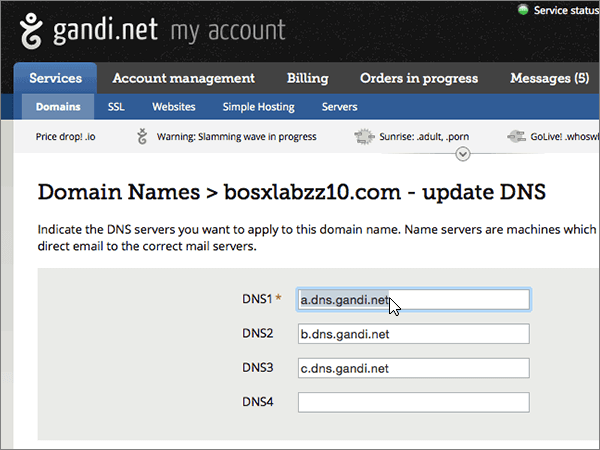 Service status
gandi.net my account
Services Account management Billing Orders in progress Messages (5)
Domains SSL Websites Simple Hosting Servers
Price drop! .io Warning: Slamming wave in progress Sunrise: .adult, .porn GoLive! .whoswh
Domain Names > bosxlabzz10.com - update DNS
Indicate the DNS servers you want to apply to this domain name. Name servers are machines which
direct email to the correct mail servers.
DNS1 * a.dns.gandi.net
DNS2 b.dns.gandi.net
DNS3 c.dns.gandi.net
DNS4